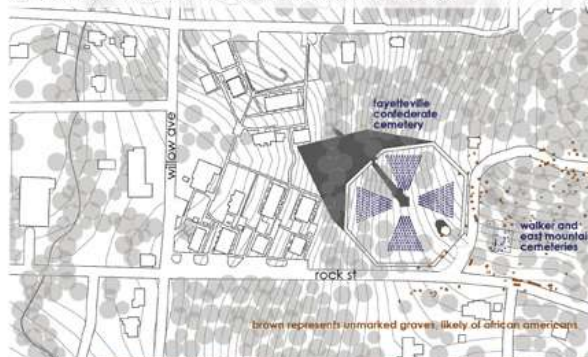 fayetteville
confederate
cemetery
willow ave
walker and
east mountain
cemeteries
rock st
brown represents unmarked graves, likely of african americans